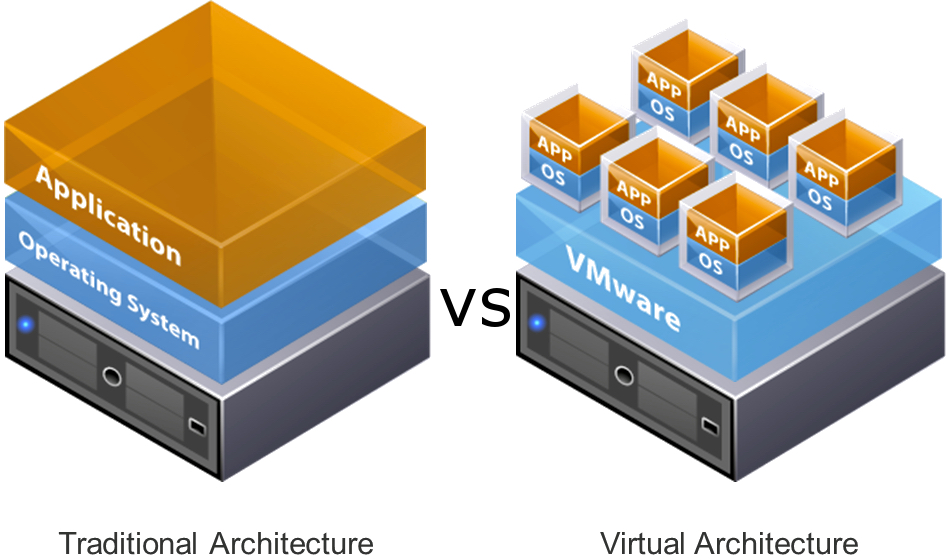 Application
Operating System
Traditional Architecture
vs
APP
OS
APP
OS
APP
OS
APP
OS
APP
OS
APP
OS
VMware
Virtual Architecture